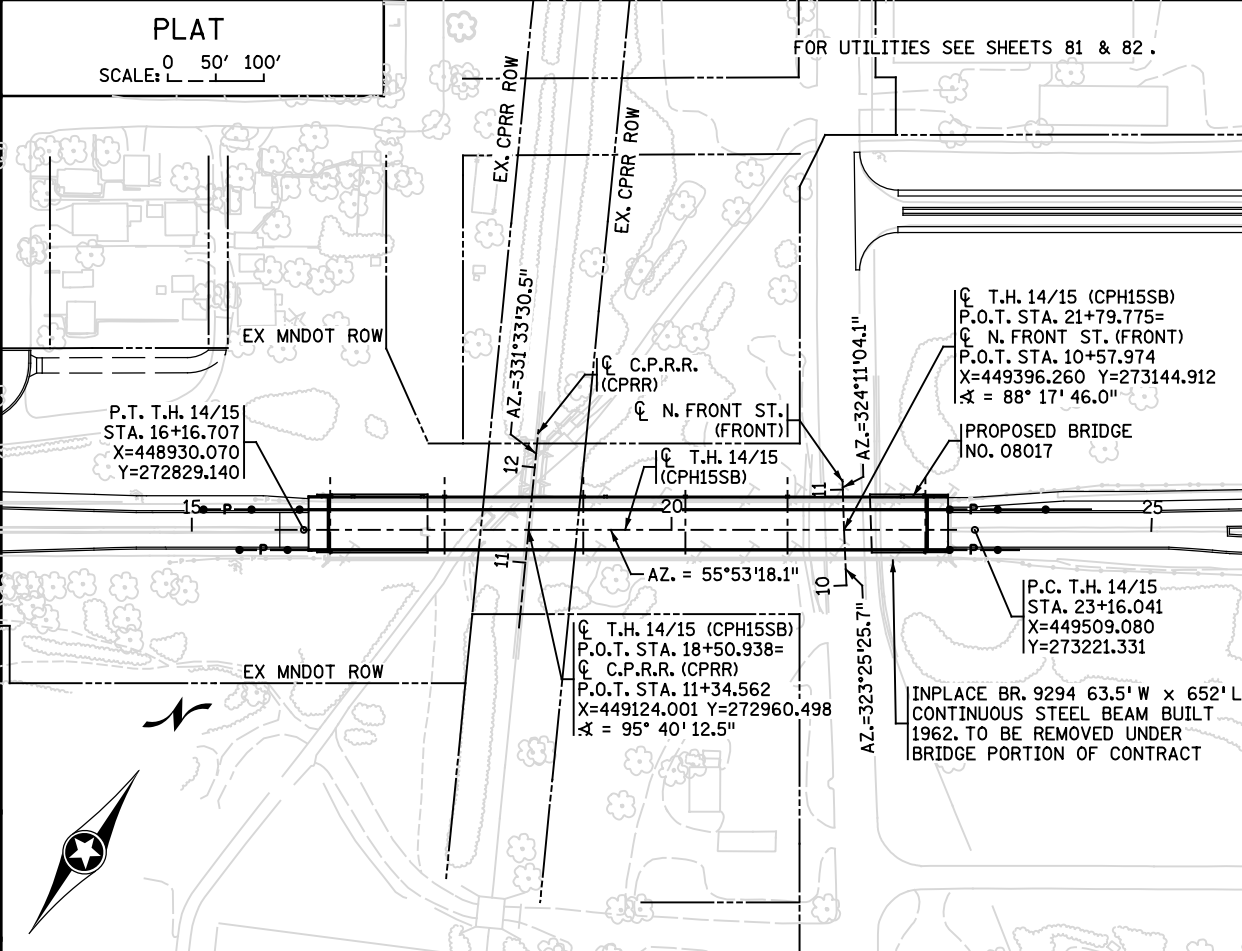 PLAT
SCALE: 0 50' 100'
FOR UTILITIES SEE SHEETS 81 & 82.
EX. CPRR ROW
EX. CPRR ROW
EX MNDOT ROW
AZ.=331°33'30.5"
℄ C.P.R.R.
(CPRR)
℄ N. FRONT ST.
(FRONT)
AZ.=324°11'04.1"
℄ T.H. 14/15 (CPH15SB)
P.O.T. STA. 21+79.775=
℄ N. FRONT ST. (FRONT)
P.O.T. STA. 10+57.974
X=449396.260 Y=273144.912
∡ = 88° 17' 46.0"
P.T. T.H. 14/15
STA. 16+16.707
X=448930.070
Y=272829.140
PROPOSED BRIDGE
NO. 08017
℄ T.H. 14/15
(CPH15SB)
12
11
15
P
20
P
25
P
P
11
10
AZ. = 55°53'18.1"
AZ.=323°25'25.7"
P.C. T.H. 14/15
STA. 23+16.041
X=449509.080
Y=273221.331
℄ T.H. 14/15 (CPH15SB)
P.O.T. STA. 18+50.938=
℄ C.P.R.R. (CPRR)
P.O.T. STA. 11+34.562
X=449124.001 Y=272960.498
∡ = 95° 40' 12.5"
EX MNDOT ROW
INPLACE BR. 9294 63.5' W x 652' L
CONTINUOUS STEEL BEAM BUILT
1962. TO BE REMOVED UNDER
BRIDGE PORTION OF CONTRACT
N